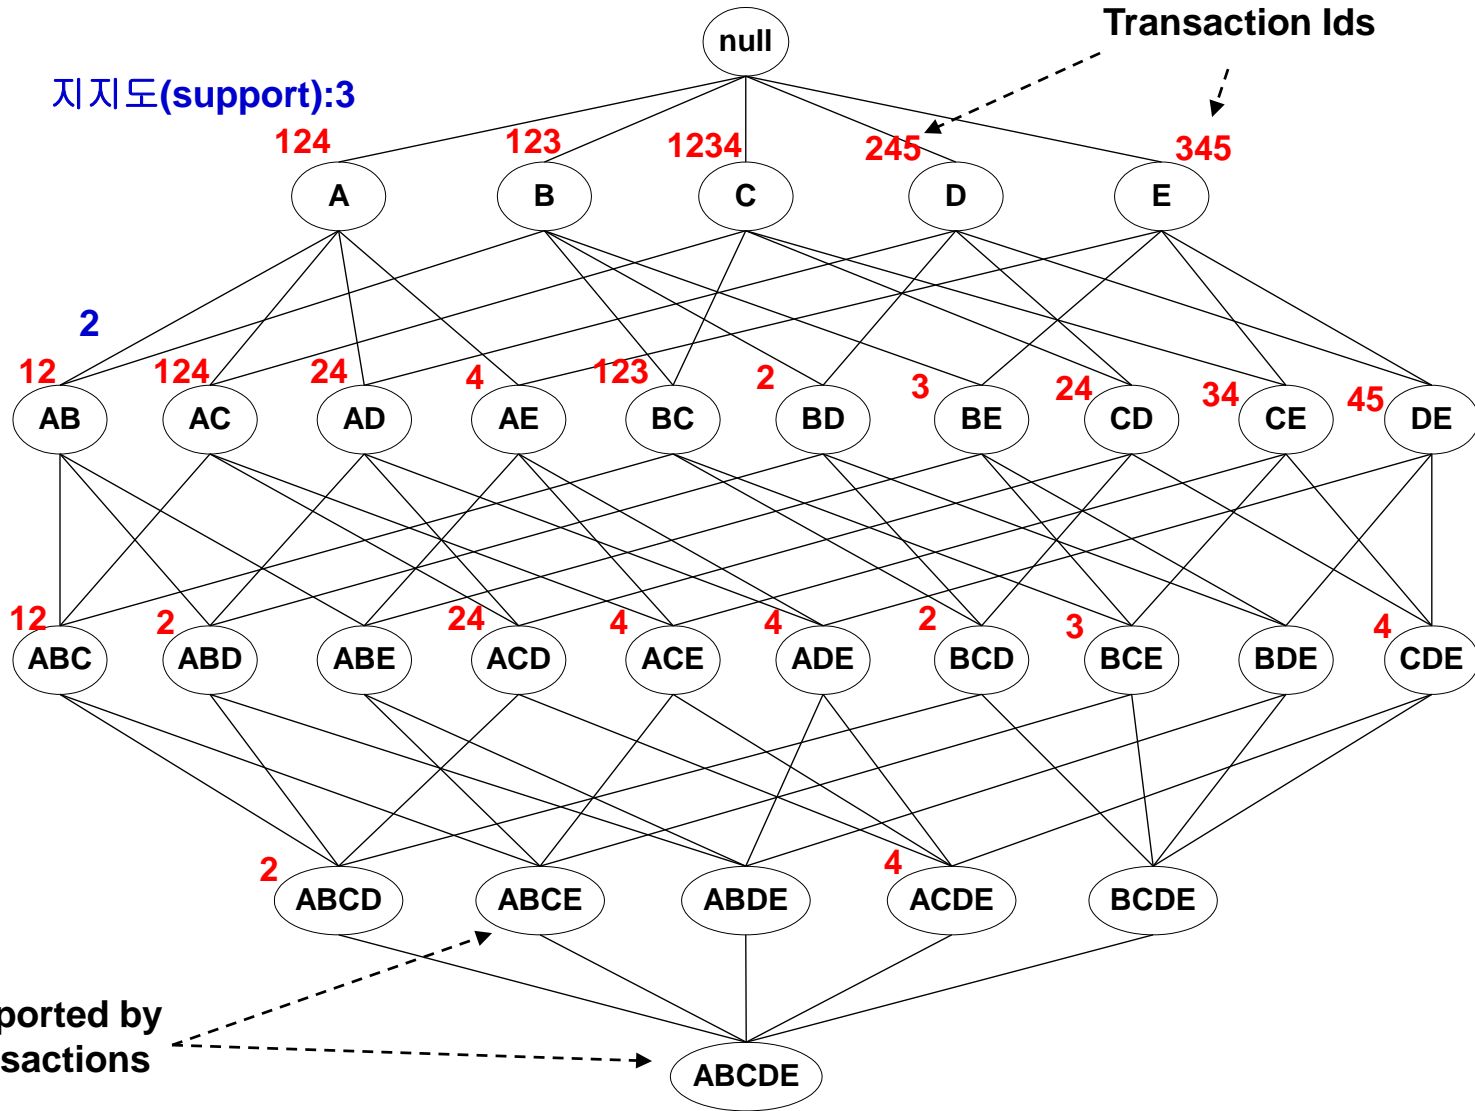 Transaction Ids
null
지지도(support):3
124
123
1234
245
345
A
B
C
D
E
2
12
124
24
4
123
2
3
24
34
45
AB
AC
AD
AE
BC
BD
BE
CD
CE
DE
12
2
24
4
4
2
3
4
ABC
ABD
ABE
ACD
ACE
ADE
BCD
BCE
BDE
CDE
2
4
ABCD
ABCE
ABDE
ACDE
BCDE
ported by
sactions
ABCDE